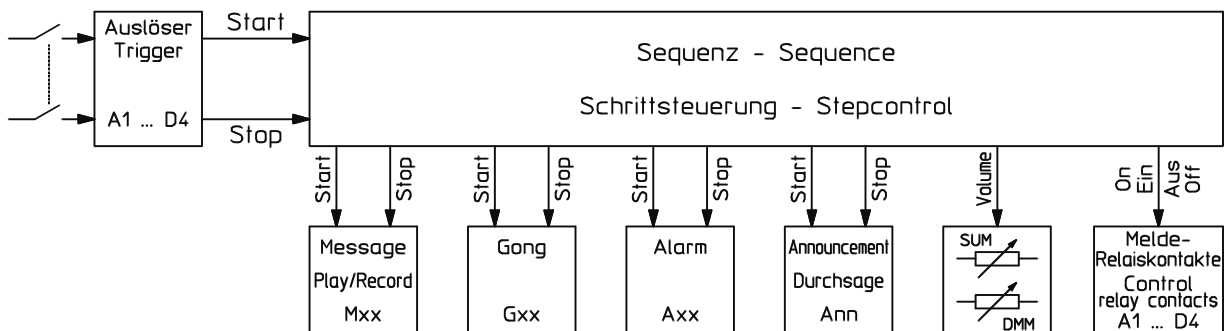 Auslöser
Trigger
A1 ... D4
Start
Stop
Sequenz - Sequence
Schrittsteuerung - Stepcontrol
Start
Stop
Start
Stop
Start
Stop
Start
Stop
Volume
On
Ein
Aus
Off
Message
Play/Record
Mxx
Gong
Gxx
Alarm
Axx
Announcement
Durchsage
Ann
SUM
DMM
Melde-
Relaiskontakte
Control
relay contacts
A1 ... D4